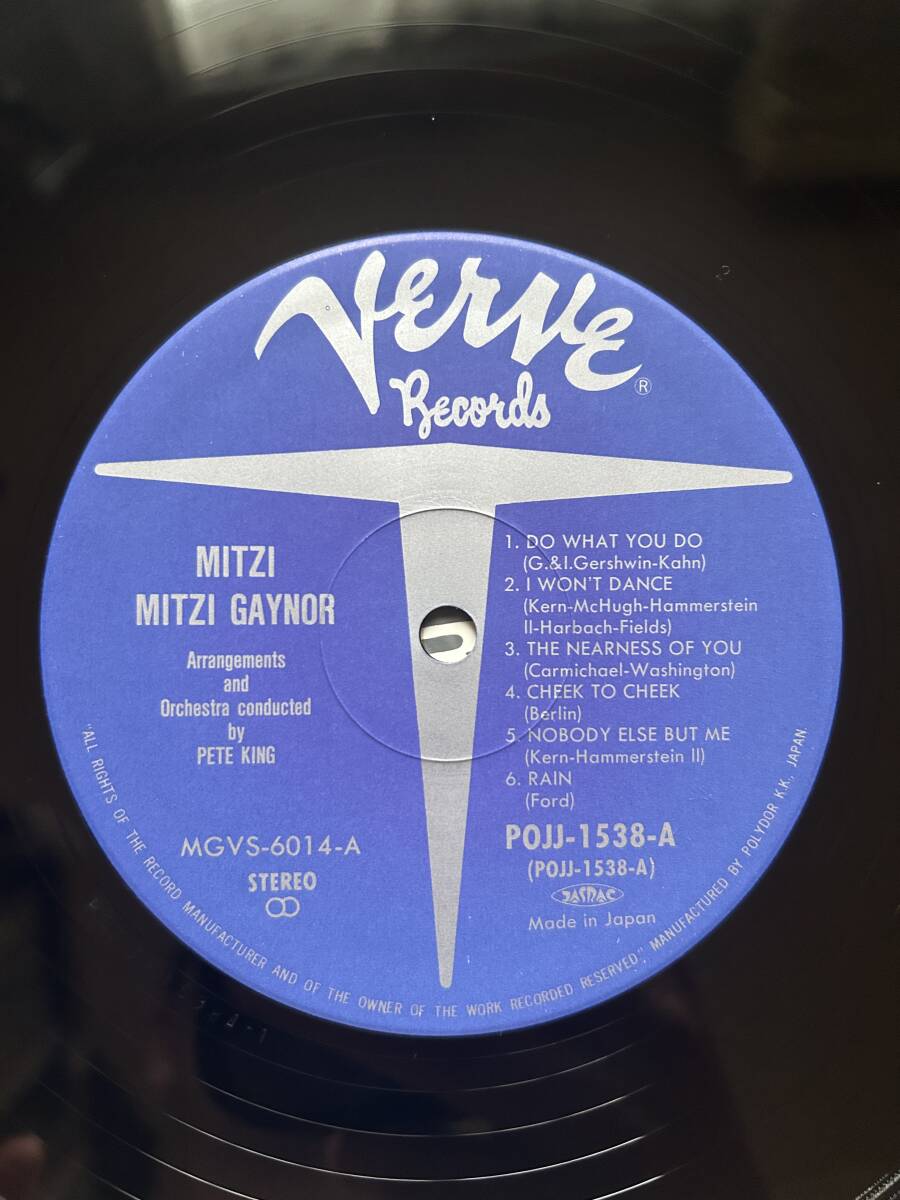 Verve
Records
®
MITZI
MITZI GAYNOR
Arrangements
and
Orchestra conducted
by
PETE KING
MGVS-6014-A
STEREO
1. DO WHAT YOU DO
(G.&I.Gershwin-Kahn)
2. I WON'T DANCE
(Kern-McHugh-Hammerstein
II-Harbach-Fields)
3. THE NEARNESS OF YOU
(Carmichael-Washington)
4. CHEEK TO CHEEK
(Berlin)
5. NOBODY ELSE BUT ME
(Kern-Hammerstein II)
6. RAIN
(Ford)
POJJ-1538-A
(POJJ-1538-A)
JASRAC
Made in Japan
"ALL RIGHTS OF THE RECORD MANUFACTURER AND OF THE OWNER OF THE WORK RECORDED RESERVED", MANUFACTURED BY POLYDOR K.K., JAPAN.